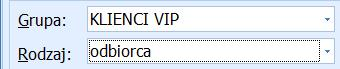 Grupa: KLIENCI VIP
Rodzaj: odbiorca